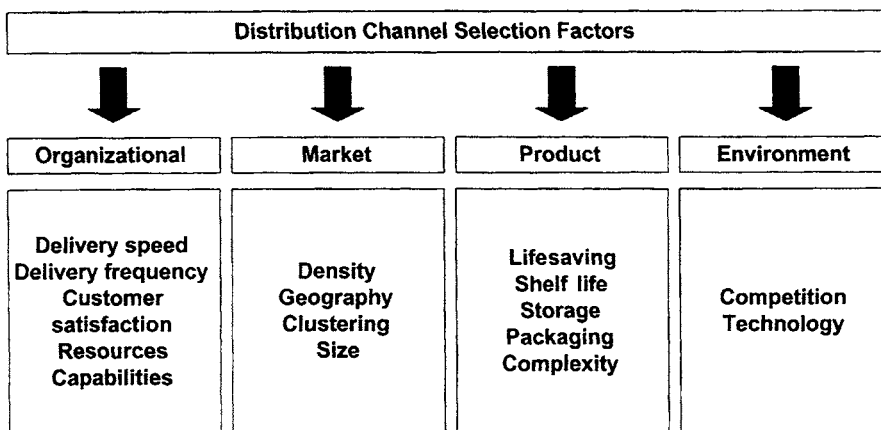 Distribution Channel Selection Factors
Organizational
Market
Product
Environment
Delivery speed
Delivery frequency
Customer
satisfaction
Resources
Capabilities
Density
Geography
Clustering
Size
Lifesaving
Shelf life
Storage
Packaging
Complexity
Competition
Technology